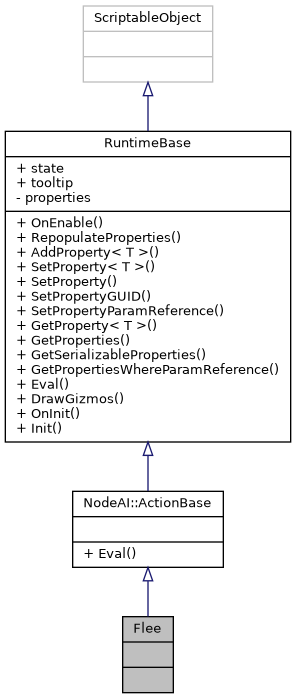 ScriptableObject
RuntimeBase
+ state
+ tooltip
- properties
+ OnEnable()
+ RepopulateProperties()
+ AddProperty< T >()
+ SetProperty< T >()
+ SetProperty()
+ SetPropertyGUID()
+ SetPropertyParamReference()
+ GetProperty< T >()
+ GetProperties()
+ GetSerializableProperties()
+ GetPropertiesWhereParamReference()
+ Eval()
+ DrawGizmos()
+ OnInit()
+ Init()
NodeAI::ActionBase
+ Eval()
Flee